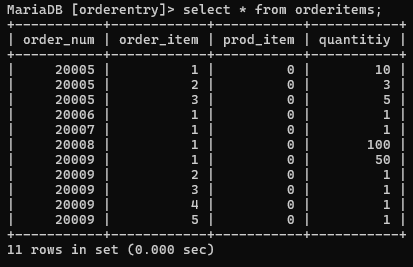 MariaDB [orderentry]> select * from orderitems;
+-----------+------------+-----------+-----------+
| order_num | order_item | prod_item | quantitiy |
+-----------+------------+-----------+-----------+
|     20005 |          1 |         0 |        10 |
|     20005 |          2 |         0 |         3 |
|     20005 |          3 |         0 |         5 |
|     20006 |          1 |         0 |         1 |
|     20007 |          1 |         0 |         1 |
|     20008 |          1 |         0 |       100 |
|     20009 |          1 |         0 |        50 |
|     20009 |          2 |         0 |         1 |
|     20009 |          3 |         0 |         1 |
|     20009 |          4 |         0 |         1 |
|     20009 |          5 |         0 |         1 |
+-----------+------------+-----------+-----------+
11 rows in set (0.000 sec)